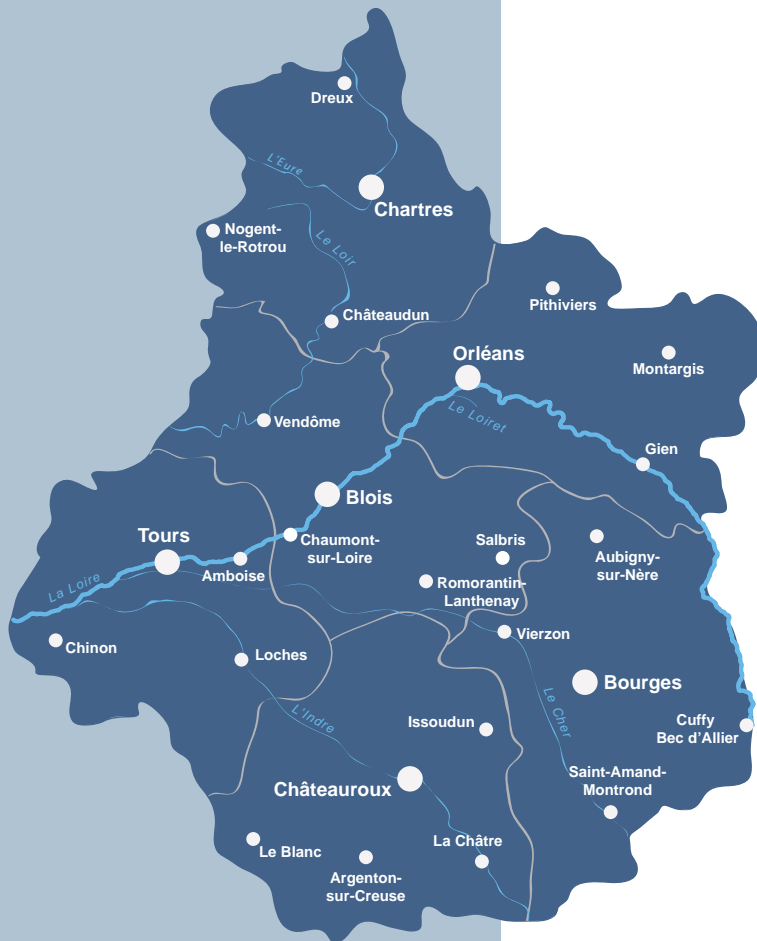 Dreux
L'Eure
Chartres
Nogent-
le-Rotrou
Le Loir
Pithiviers
Châteaudun
Orléans
Montargis
Le Loiret
Vendôme
Gien
Blois
Tours
Chaumont-
sur-Loire
Salbris
Aubigny-
sur-Nère
Amboise
La Loire
Romorantin-
Lanthenay
Vierzon
Chinon
Loches
Bourges
L'Indre
Le Cher
Issoudun
Cuffy
Bec d'Allier
Saint-Amand-
Montrond
Châteauroux
La Châtre
Le Blanc
Argenton-
sur-Creuse